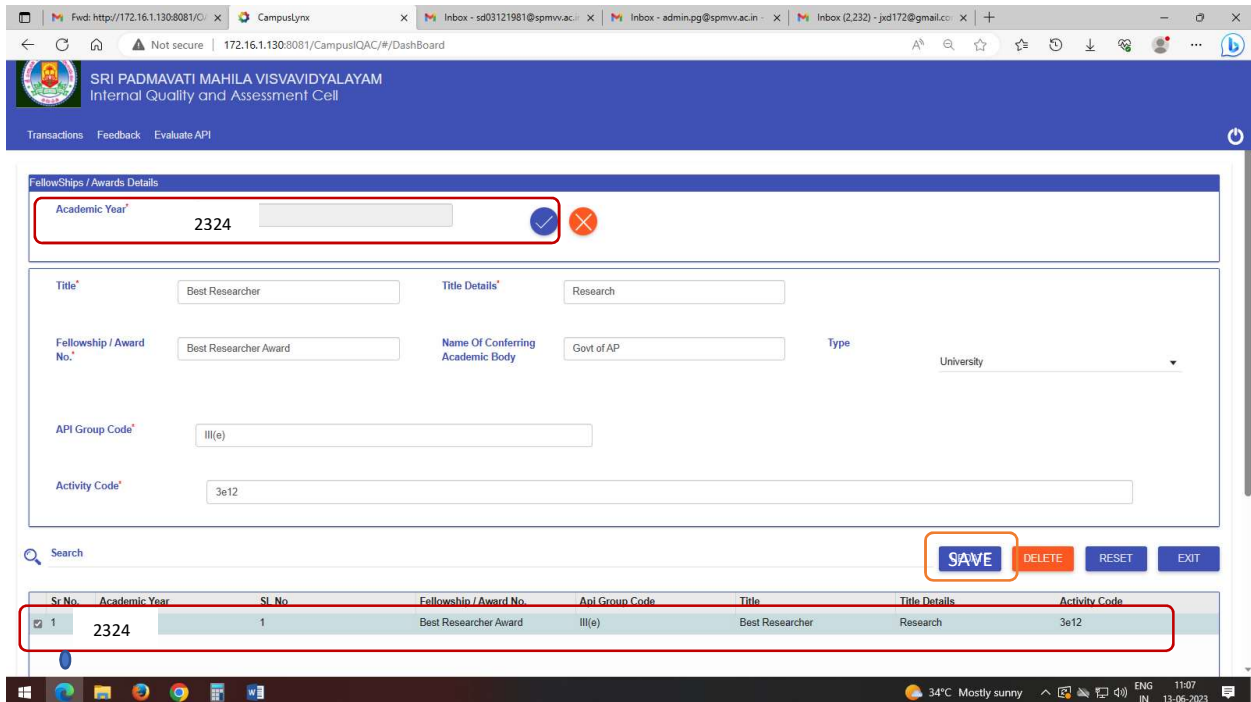 Fwd: http://172.16.1.130:8081/C
CampusLynx
Inbox - sd03121981@spmvv.ac.i
Inbox - admin.pg@spmvv.ac.in -
Inbox (2,232) - jxd172@gmail.co
Not secure | 172.16.1.130:8081/CampusIQAC/#/DashBoard
SRI PADMAVATI MAHILA VISVAVIDYALAYAM
Internal Quality and Assessment Cell
Transactions Feedback Evaluate API
FellowShips / Awards Details
Academic Year* 2324
Title* Best Researcher Title Details* Research
Fellowship / Award No.* Best Researcher Award Name Of Conferring Academic Body Govt of AP Type University
API Group Code* III(e)
Activity Code* 3e12
Search SAVE DELETE RESET EXIT
Sr No. Academic Year SL No Fellowship / Award No. Api Group Code Title Title Details Activity Code
1 2324 1 Best Researcher Award III(e) Best Researcher Research 3e12
34°C Mostly sunny ENG IN 11:07 13-06-2023